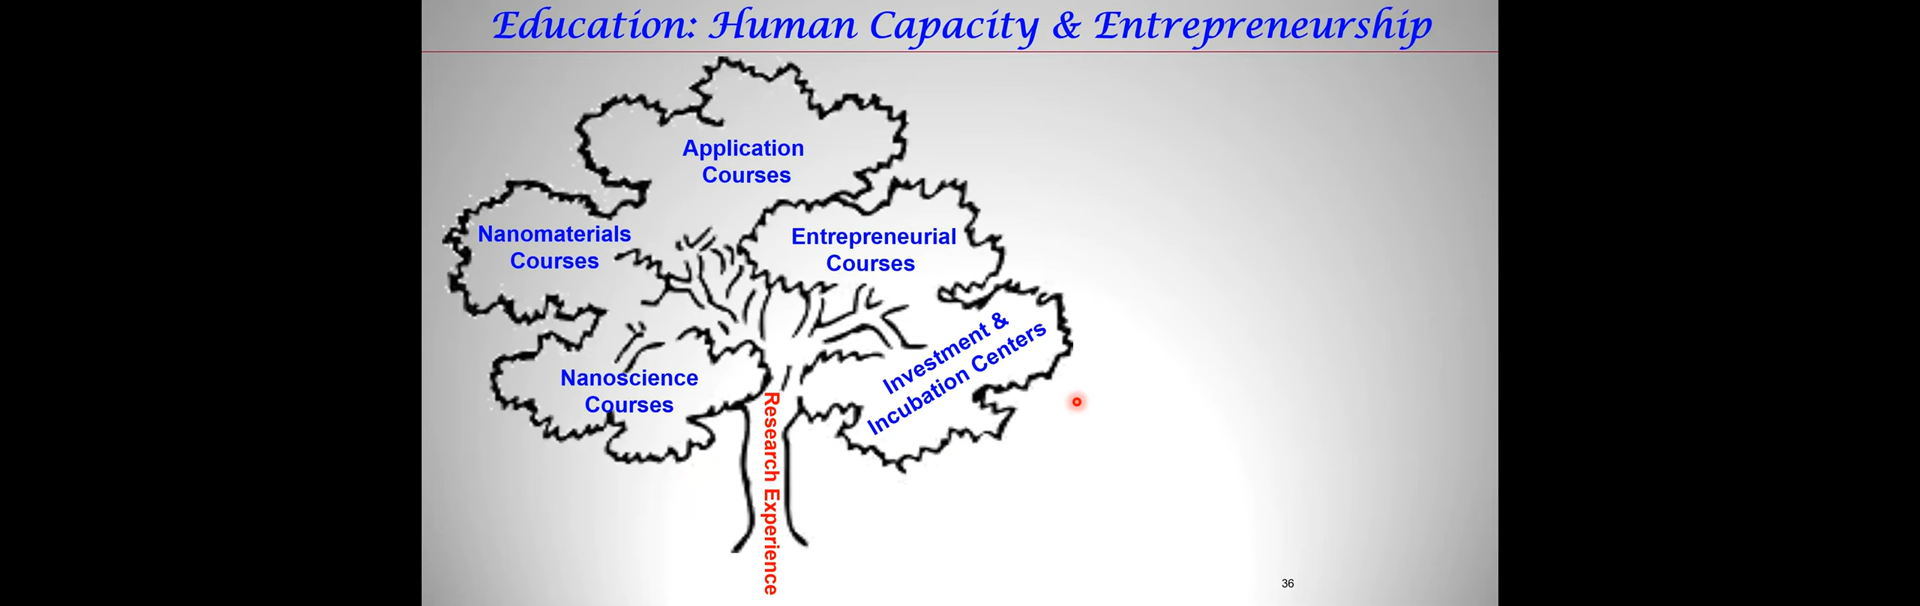 Education: Human Capacity & Entrepreneurship
Application
Courses
Nanomaterials
Courses
Entrepreneurial
Courses
Investment &
Incubation Centers
Nanoscience
Courses
Research Experience
36